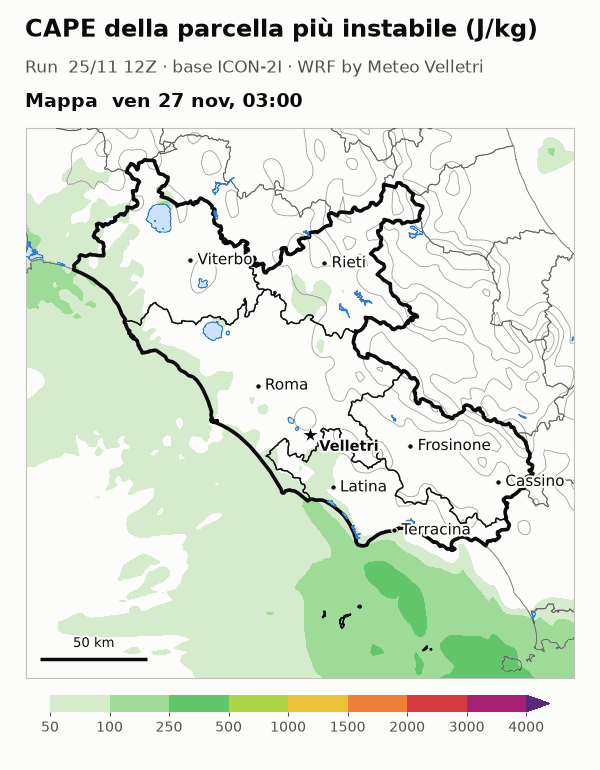 CAPE della parcella più instabile (J/kg)
Run  25/11 12Z · base ICON-2I · WRF by Meteo Velletri
Mappa  ven 27 nov, 03:00
Viterbo
Rieti
Roma
Velletri
Frosinone
Latina
Cassino
Terracina
50 km
50 100 250 500 1000 1500 2000 3000 4000